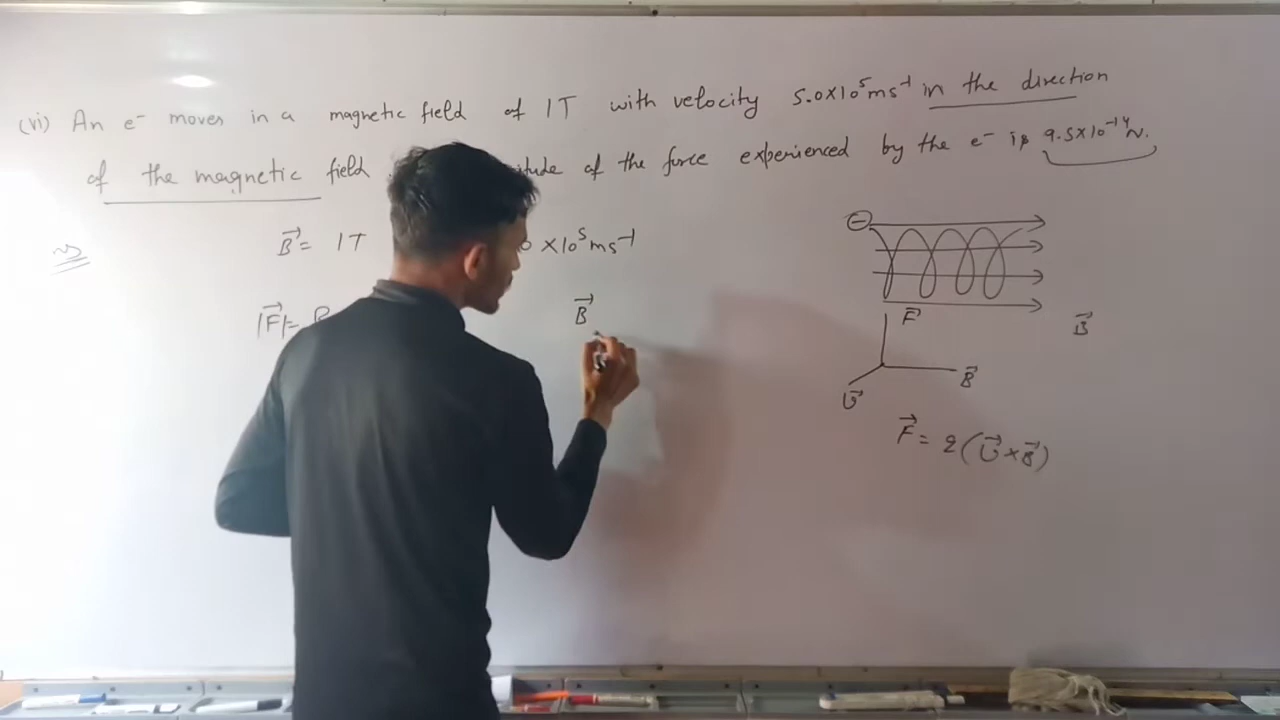 (vi) An e⁻ moves in a magnetic field of 1T with velocity 5.0×10⁵ms⁻¹ in the direction
of the magnetic field of the force experienced by the e⁻ is 9.5×10⁻¹⁴N.
B⃗ = 1T ×10⁵ms⁻¹
|F⃗|=
B⃗
⊖
F⃗
B⃗
B⃗
υ⃗
F⃗ = q(υ⃗×B⃗)